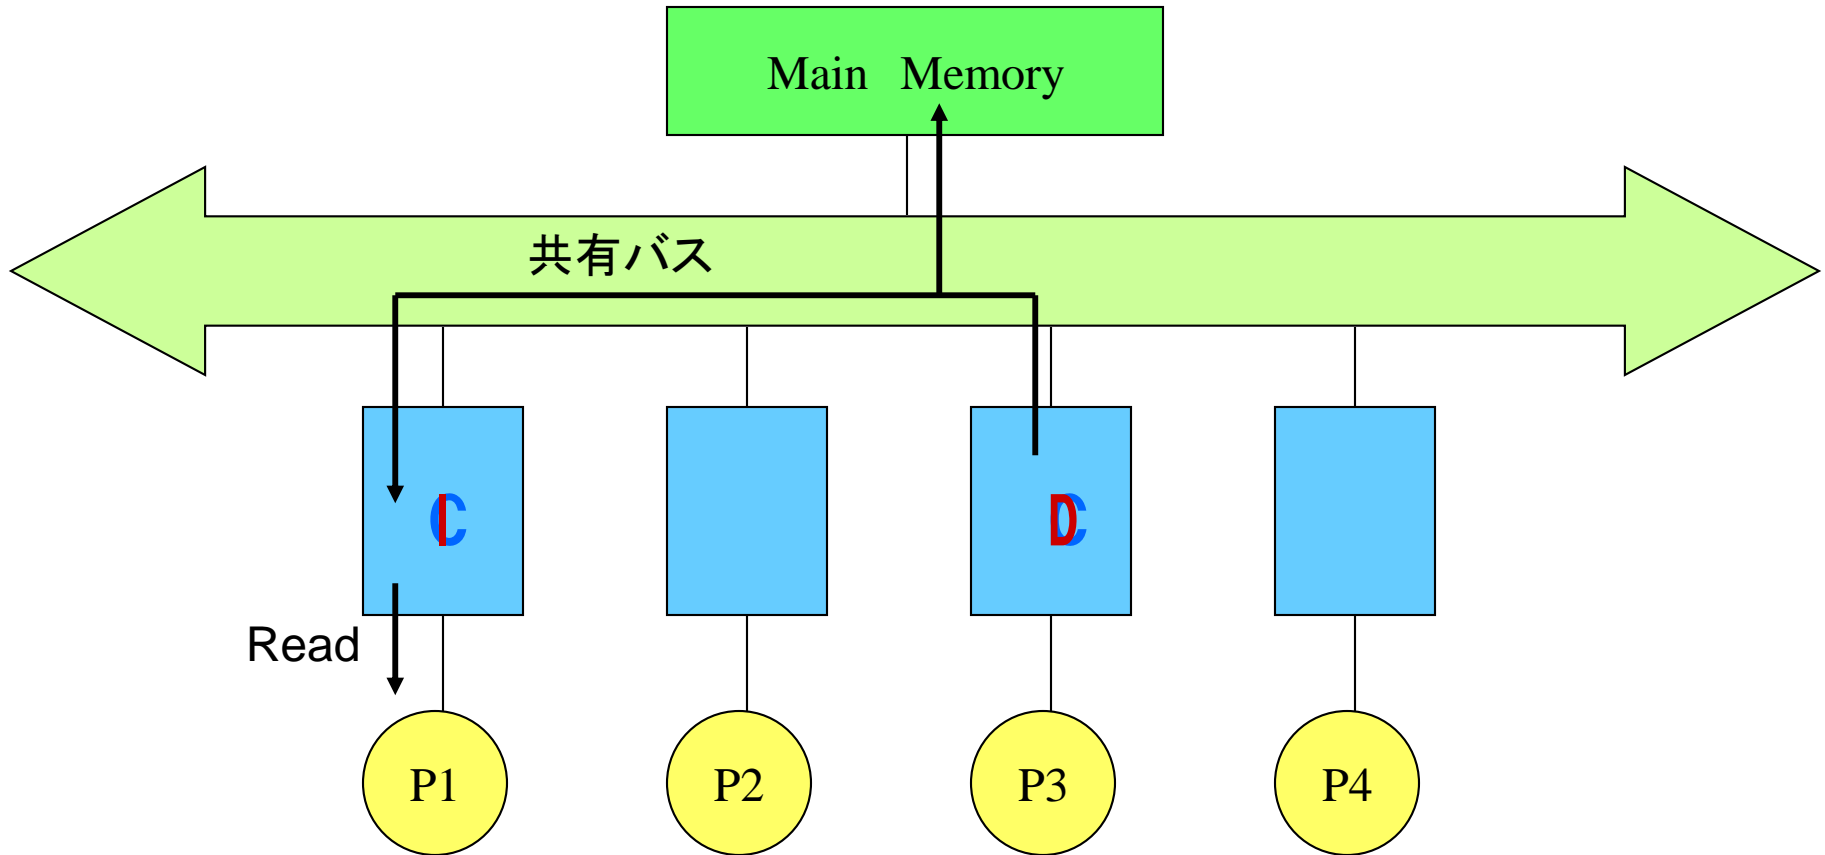 Main Memory
共有バス
I C
D C
Read
P1 P2 P3 P4